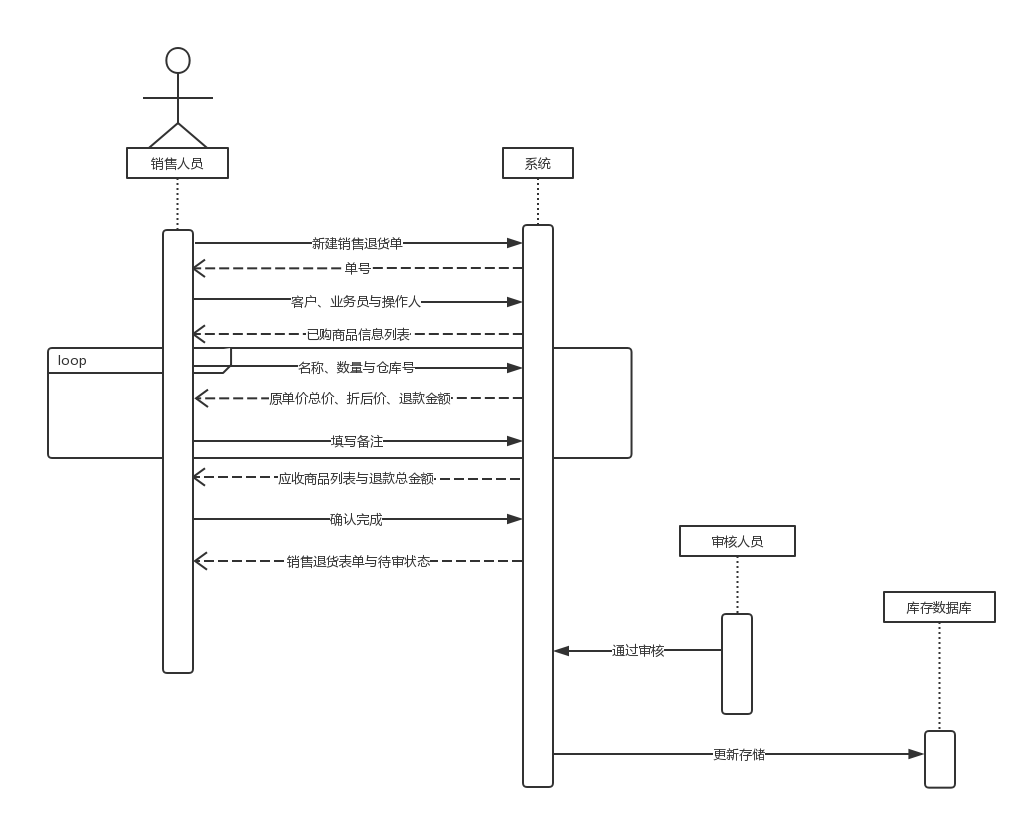 销售人员
系统
新建销售退货单
单号
客户、业务员与操作人
已购商品信息列表
loop
名称、数量与仓库号
原单价总价、折后价、退款金额
填写备注
应收商品列表与退款总金额
确认完成
审核人员
销售退货表单与待审状态
库存数据库
通过审核
更新存储